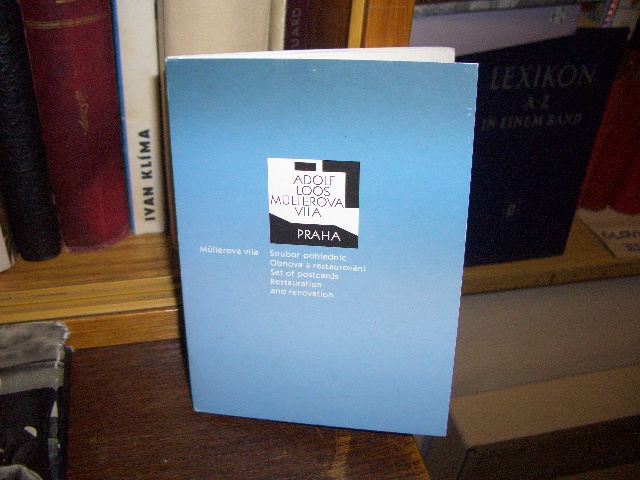 ADOLF
LOOS
MÜLLEROVA
VILA
PRAHA
Müllerova vila
Soubor pohlednic
Obnova a restaurování
Set of postcards
Restauration
and renovation
IVAN KLÍMA
LEXIKON
A-Z
IN EINEM BAND